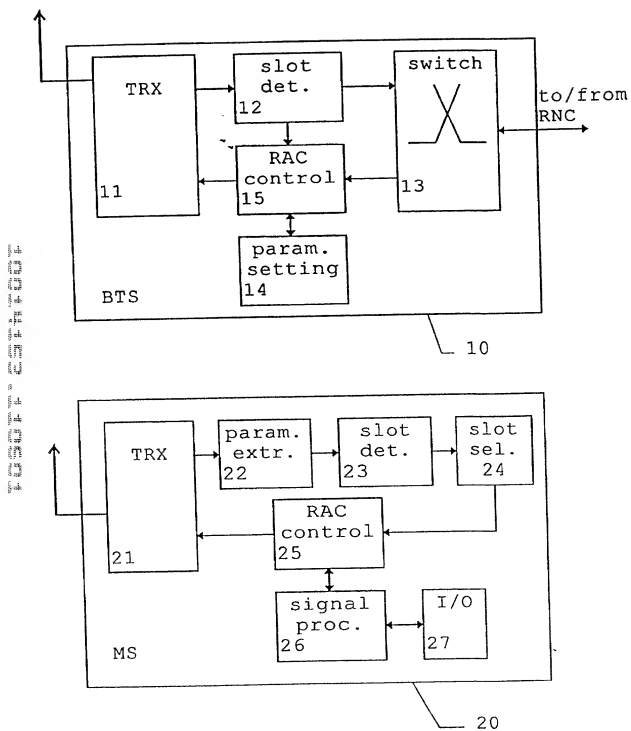 TRX
11
slot
det.
12
switch
13
to/from
RNC
RAC
control
15
param.
setting
14
BTS
10
TRX
21
param.
extr.
22
slot
det.
23
slot
sel.
24
RAC
control
25
signal
proc.
26
I/O
27
MS
20